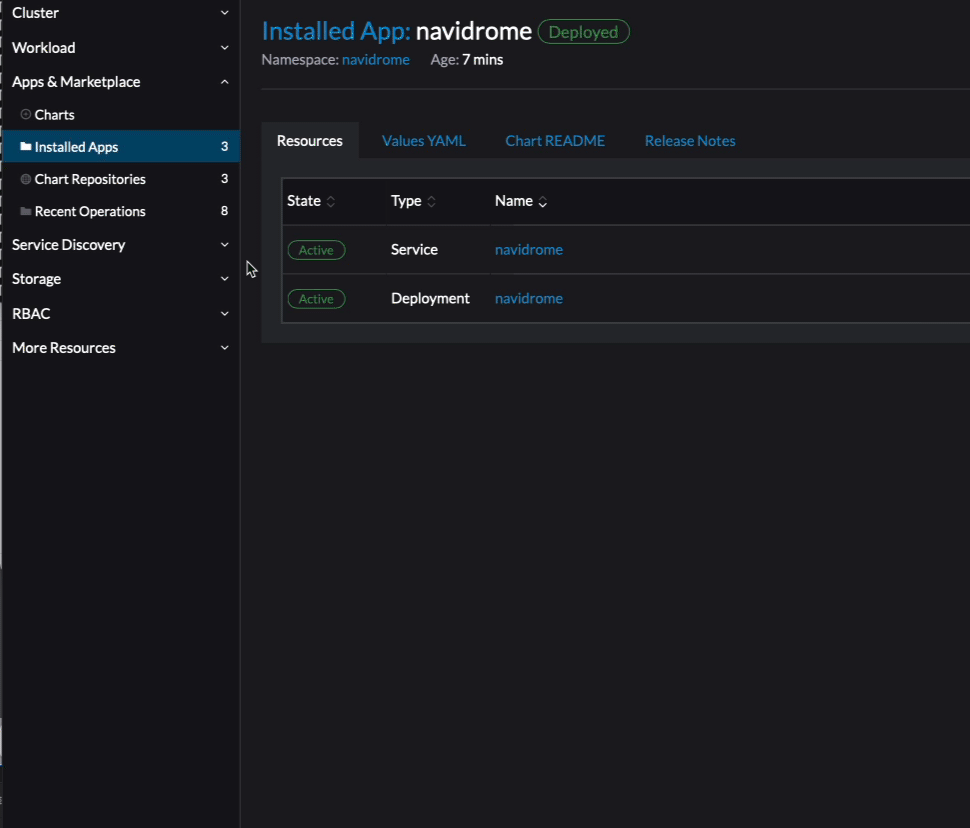 Cluster
Workload
Apps & Marketplace
Charts
Installed Apps 3
Chart Repositories 3
Recent Operations 8
Service Discovery
Storage
RBAC
More Resources
Installed App: navidrome Deployed
Namespace: navidrome Age: 7 mins
Resources Values YAML Chart README Release Notes
State Type Name
Active Service navidrome
Active Deployment navidrome